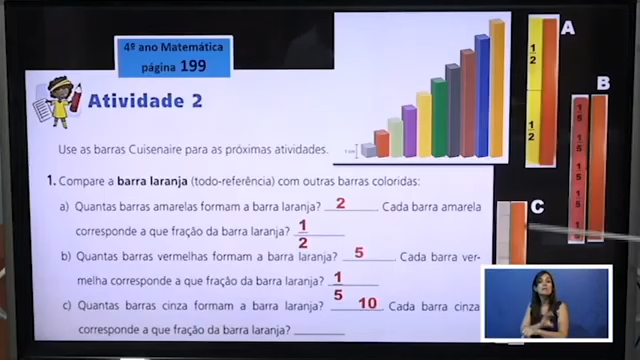 4º ano Matemática
página 199
Atividade 2
Use as barras Cuisenaire para as próximas atividades.
1. Compare a barra laranja (todo-referência) com outras barras coloridas:
a) Quantas barras amarelas formam a barra laranja? 2 Cada barra amarela
corresponde a que fração da barra laranja? 1/2
b) Quantas barras vermelhas formam a barra laranja? 5 Cada barra ver-
melha corresponde a que fração da barra laranja? 1/5
c) Quantas barras cinza formam a barra laranja? 10 Cada barra cinza
corresponde a que fração da barra laranja?
1 cm
A
1/2
1/2
B
1/5
1/5
1/5
1/5
1/5
C